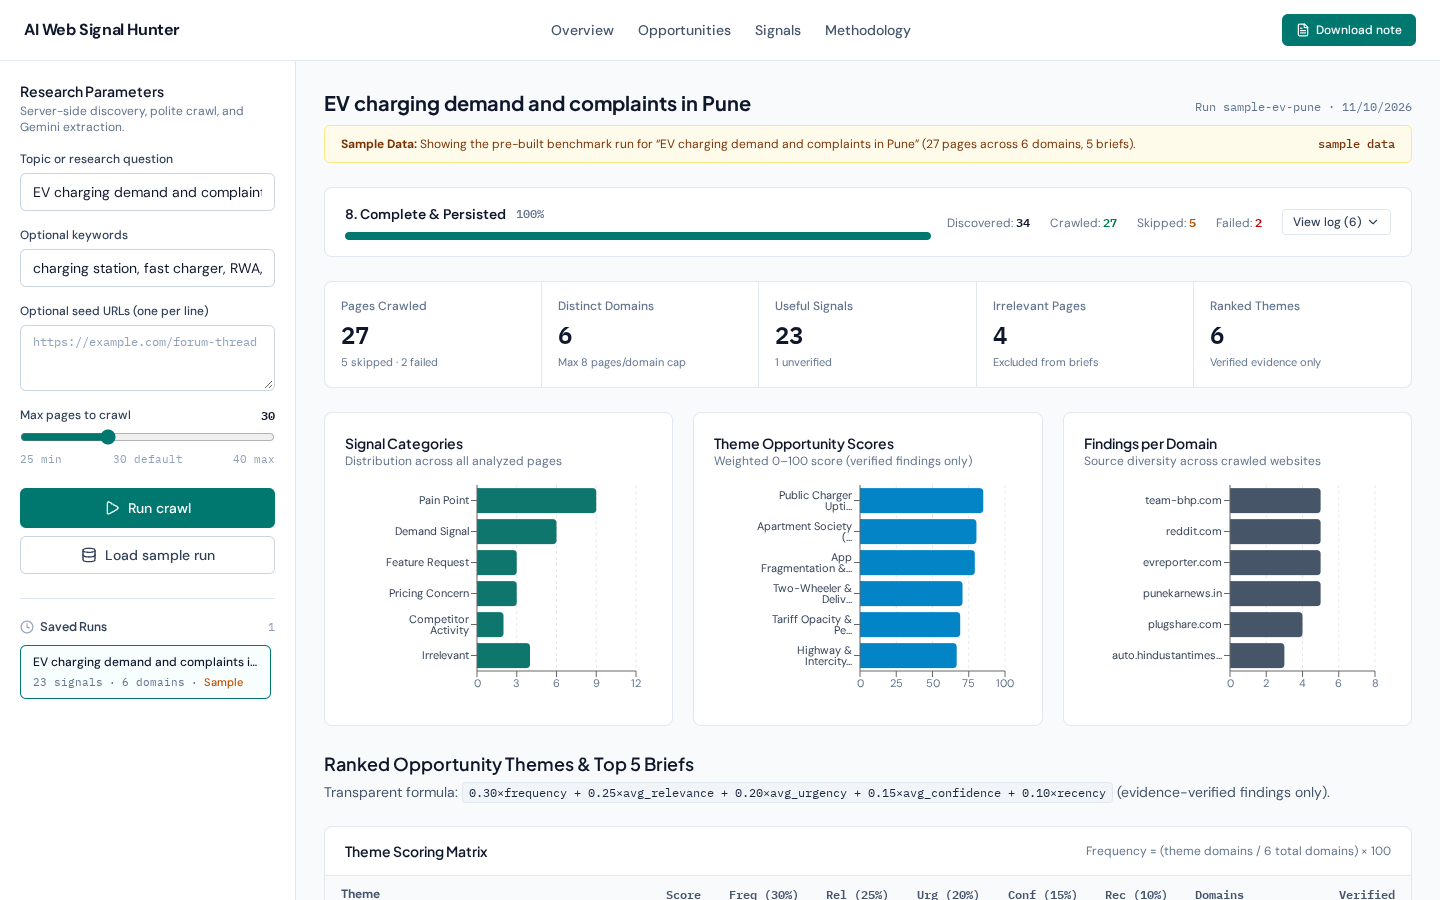 AI Web Signal Hunter
Overview
Opportunities
Signals
Methodology
Download note
Research Parameters
Server-side discovery, polite crawl, and
Gemini extraction.
Topic or research question
EV charging demand and complain
Optional keywords
charging station, fast charger, RWA,
Optional seed URLs (one per line)
https://example.com/forum-thread
Max pages to crawl
30
25 min
30 default
40 max
Run crawl
Load sample run
Saved Runs
1
EV charging demand and complaints i…
23 signals · 6 domains · Sample
EV charging demand and complaints in Pune
Run sample-ev-pune · 11/10/2026
Sample Data: Showing the pre-built benchmark run for "EV charging demand and complaints in Pune" (27 pages across 6 domains, 5 briefs).
sample data
8. Complete & Persisted 100%
Discovered: 34
Crawled: 27
Skipped: 5
Failed: 2
View log (6)
Pages Crawled
27
5 skipped · 2 failed
Distinct Domains
6
Max 8 pages/domain cap
Useful Signals
23
1 unverified
Irrelevant Pages
4
Excluded from briefs
Ranked Themes
6
Verified evidence only
Signal Categories
Distribution across all analyzed pages
Pain Point
Demand Signal
Feature Request
Pricing Concern
Competitor
Activity
Irrelevant
0 3 6 9 12
Theme Opportunity Scores
Weighted 0–100 score (verified findings only)
Public Charger
Upti…
Apartment Society
(…
App
Fragmentation &…
Two-Wheeler &
Deliv…
Tariff Opacity &
Pe…
Highway &
Intercity…
0 25 50 75 100
Findings per Domain
Source diversity across crawled websites
team-bhp.com
reddit.com
evreporter.com
punekarnews.in
plugshare.com
auto.hindustantimes…
0 2 4 6 8
Ranked Opportunity Themes & Top 5 Briefs
Transparent formula: 0.30×frequency + 0.25×avg_relevance + 0.20×avg_urgency + 0.15×avg_confidence + 0.10×recency (evidence-verified findings only).
Theme Scoring Matrix
Frequency = (theme domains / 6 total domains) × 100
Theme
Score
Freq (30%)
Rel (25%)
Urg (20%)
Conf (15%)
Rec (10%)
Domains
Verified